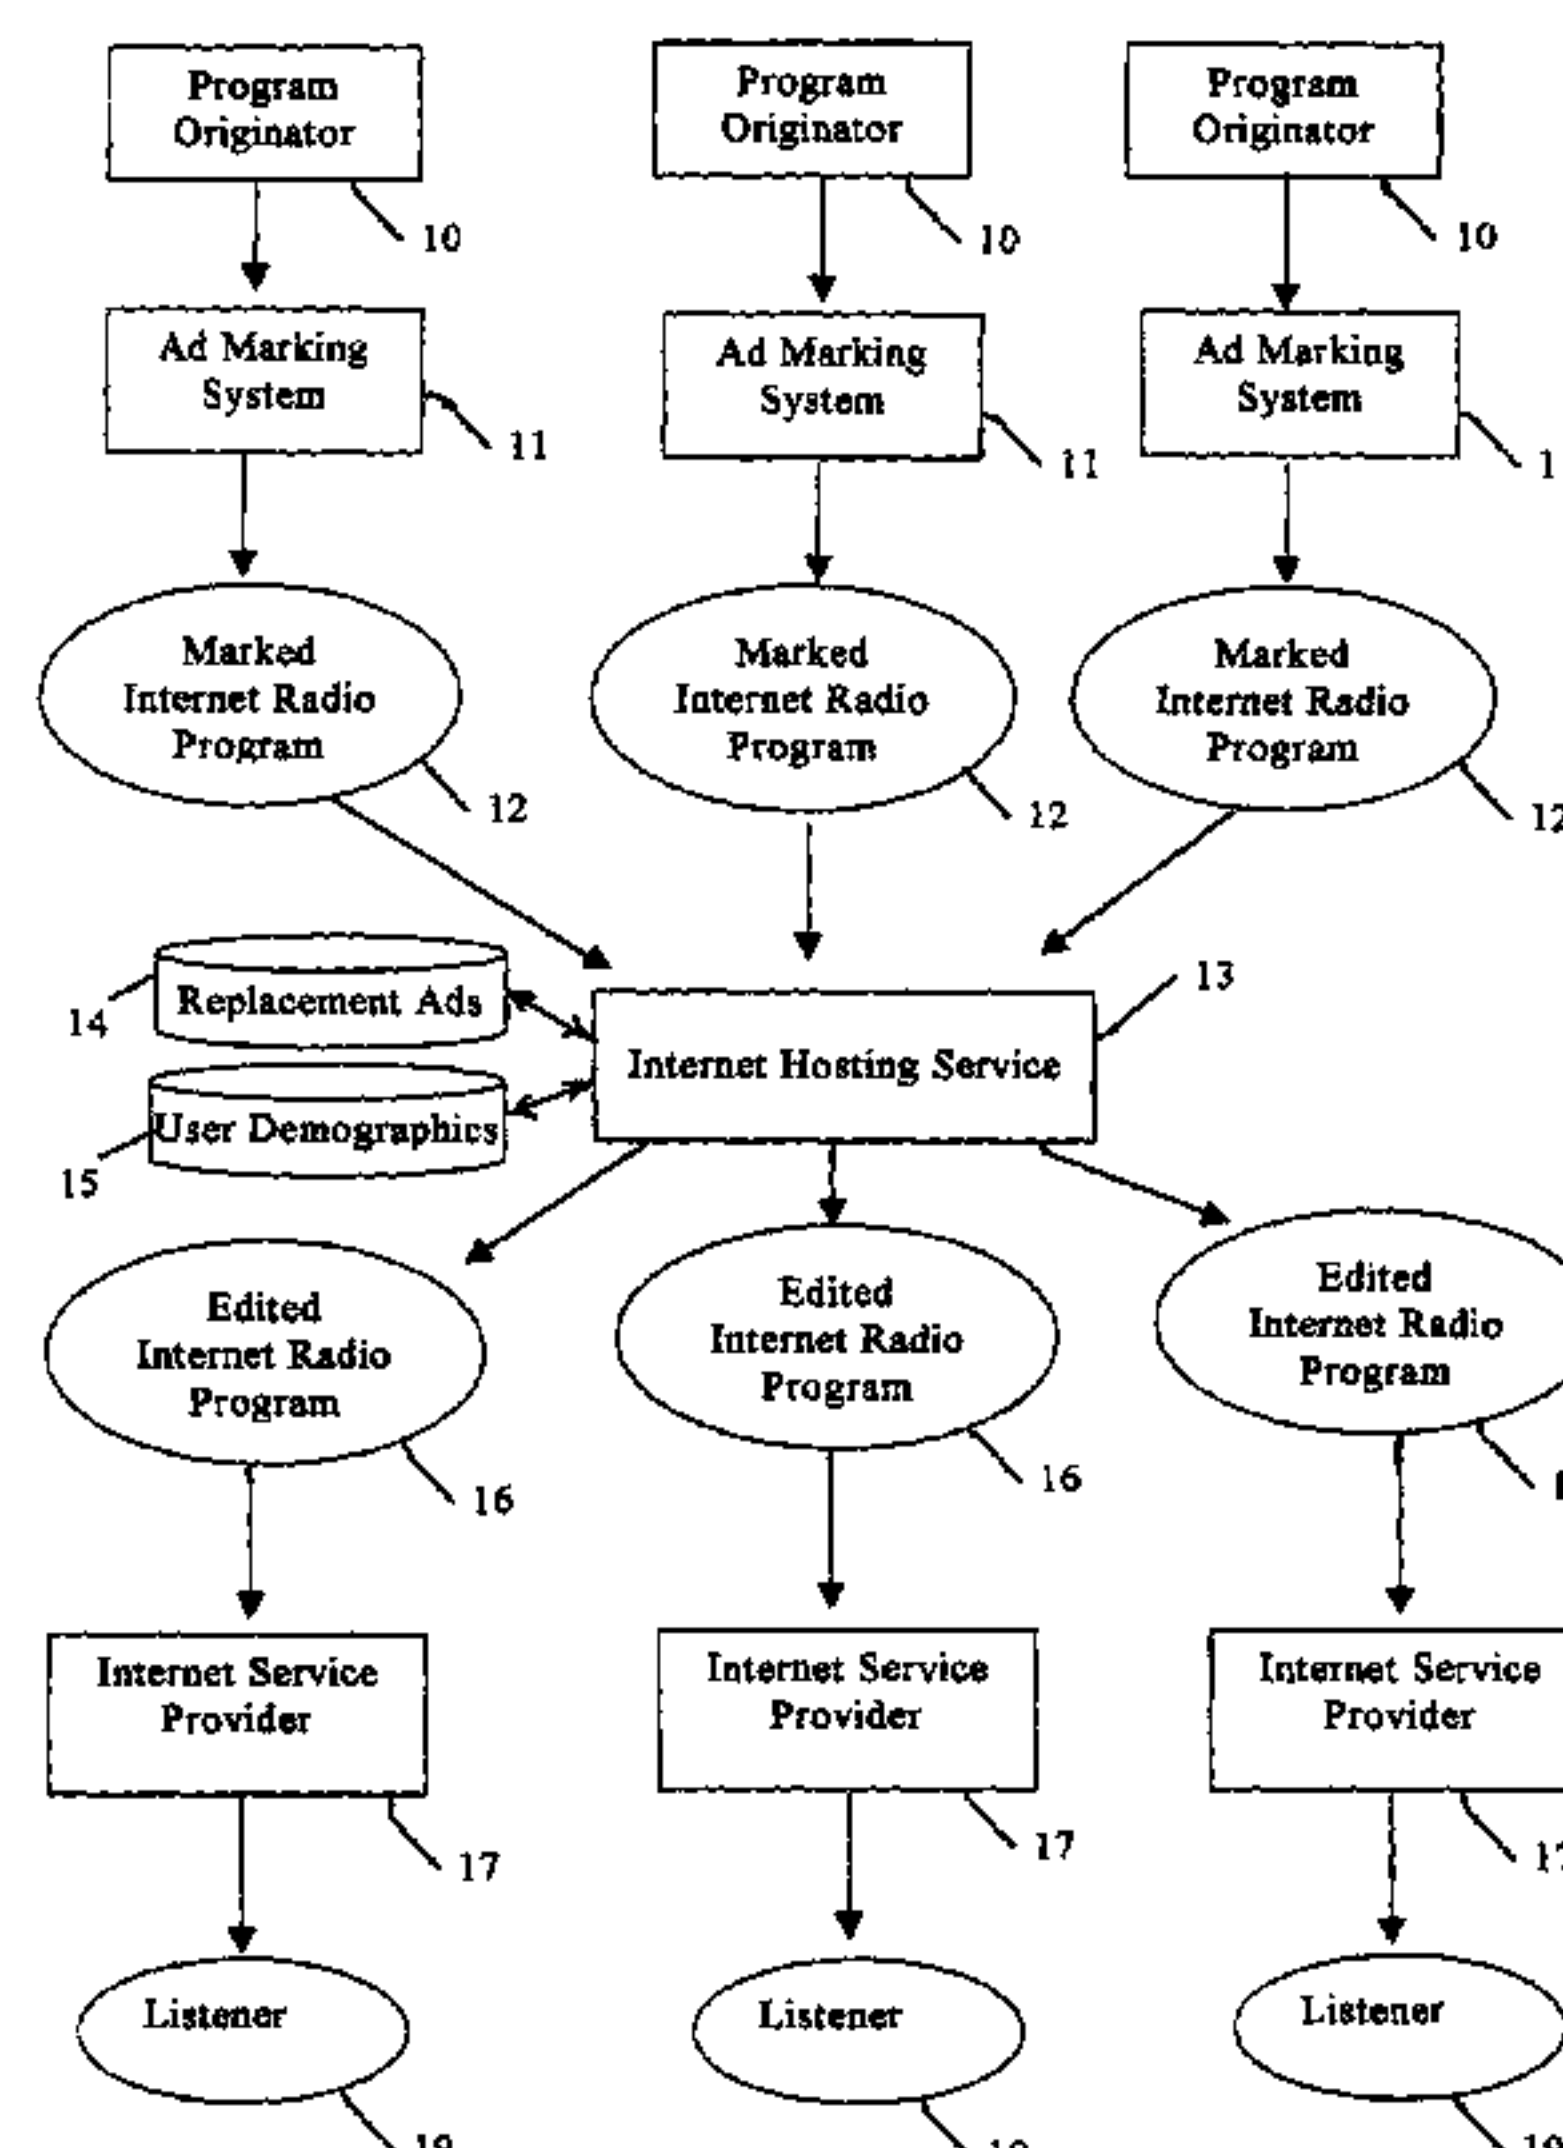 Program
Originator
10
Program
Originator
10
Program
Originator
10
Ad Marking
System
11
Ad Marking
System
11
Ad Marking
System
1
Marked
Internet Radio
Program
12
Marked
Internet Radio
Program
12
Marked
Internet Radio
Program
12
Replacement Ads
14
User Demographics
15
Internet Hosting Service
13
Edited
Internet Radio
Program
16
Edited
Internet Radio
Program
16
Edited
Internet Radio
Program
Internet Service
Provider
17
Internet Service
Provider
17
Internet Service
Provider
17
Listener
Listener
Listener